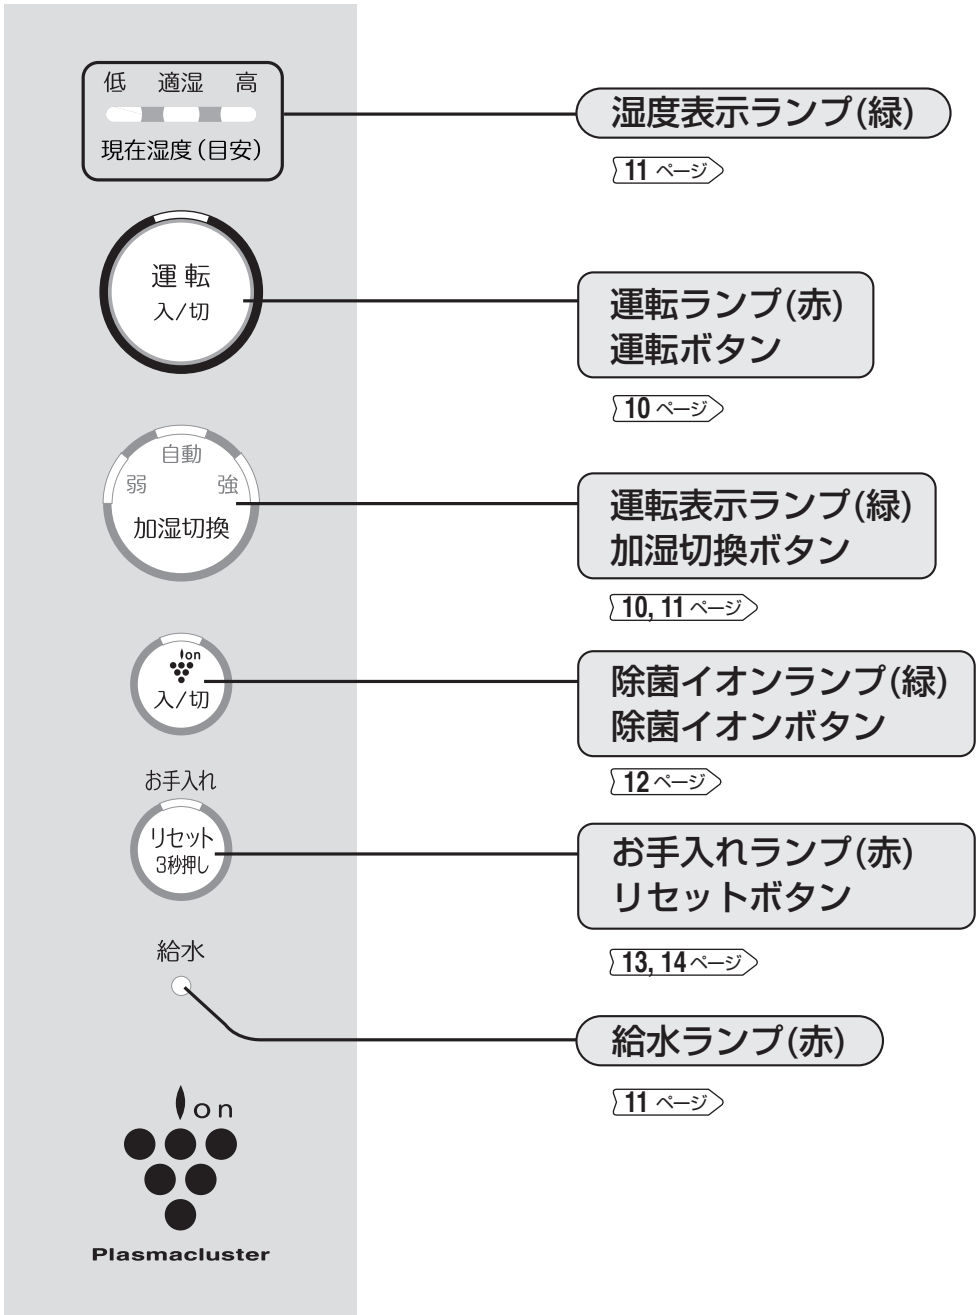 低 適湿 高
現在湿度(目安)
湿度表示ランプ(緑)
11 ページ
運転
入/切
運転ランプ(赤)
運転ボタン
10 ページ
自動
弱 強
加湿切換
運転表示ランプ(緑)
加湿切換ボタン
10, 11 ページ
ion
入/切
除菌イオンランプ(緑)
除菌イオンボタン
12 ページ
お手入れ
リセット
3秒押し
お手入れランプ(赤)
リセットボタン
13, 14 ページ
給水
給水ランプ(赤)
11 ページ
ion
Plasmacluster